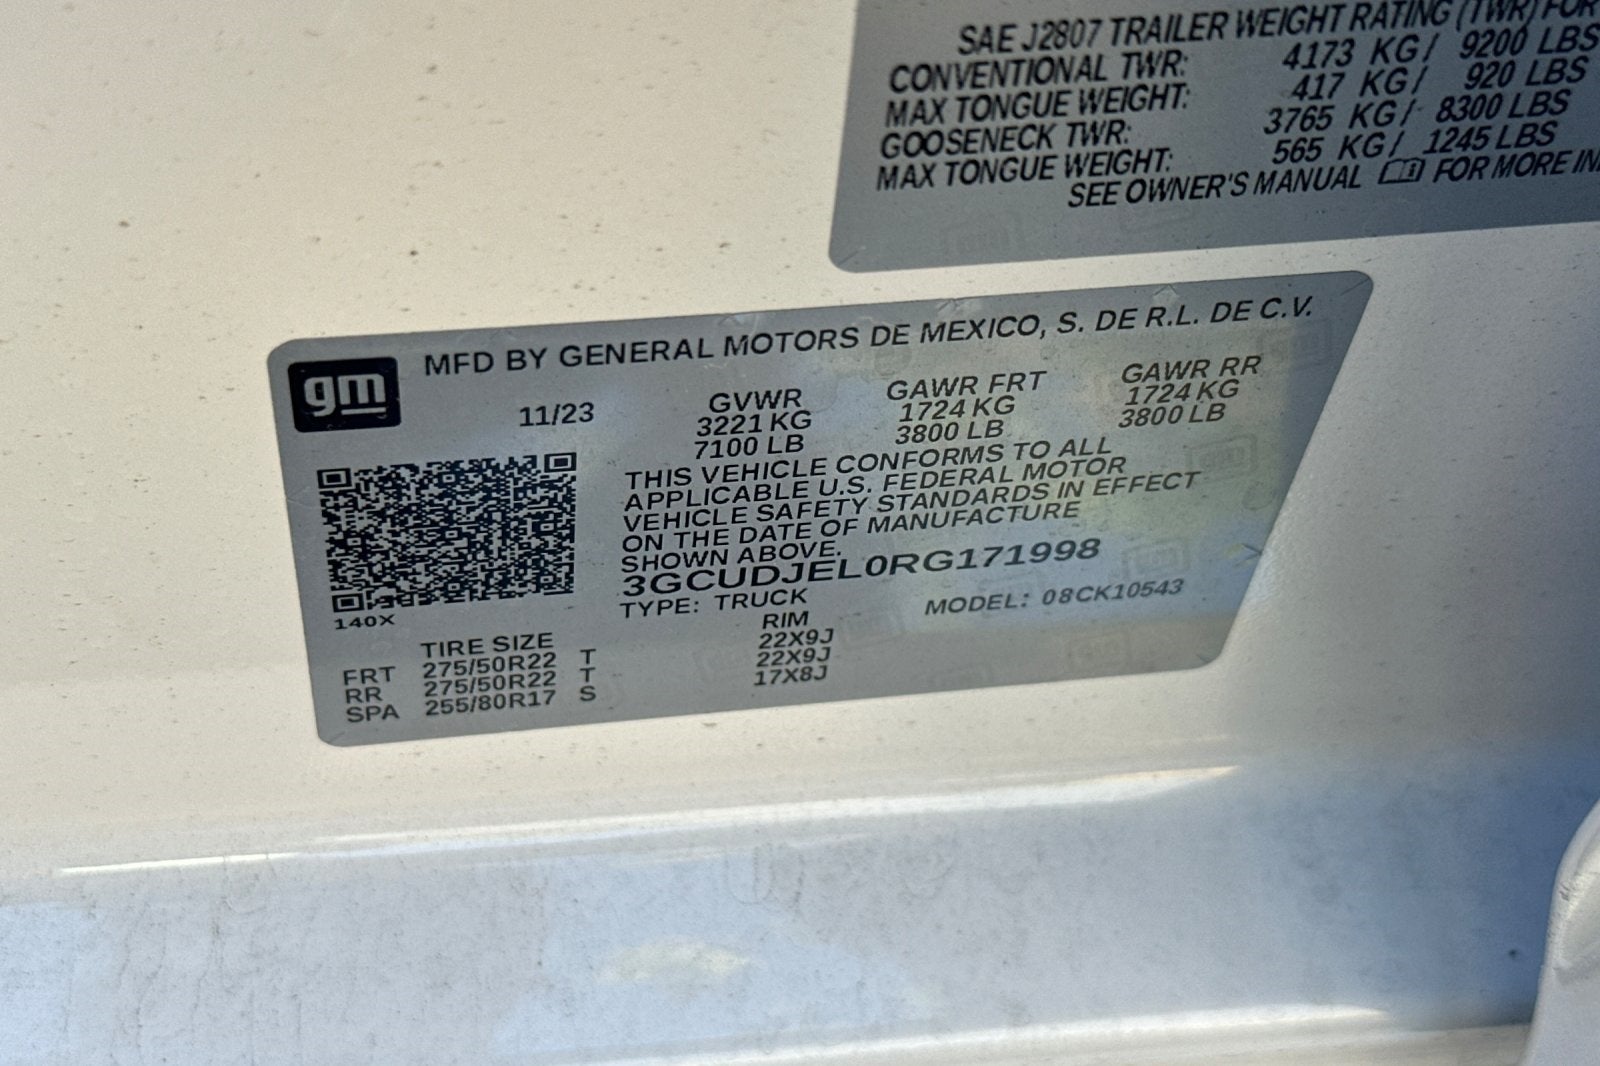 SAE J2807 TRAILER WEIGHT RATING (TWR) FOR
CONVENTIONAL TWR: 4173 KG/ 9200 LBS
MAX TONGUE WEIGHT: 417 KG/ 920 LBS
GOOSENECK TWR: 3765 KG/ 8300 LBS
MAX TONGUE WEIGHT: 565 KG/ 1245 LBS
SEE OWNER'S MANUAL FOR MORE
gm
MFD BY GENERAL MOTORS DE MEXICO, S. DE R.L. DE C.V.
11/23 GVWR GAWR FRT GAWR RR
3221 KG 1724 KG 1724 KG
7100 LB 3800 LB 3800 LB
THIS VEHICLE CONFORMS TO ALL
APPLICABLE U.S. FEDERAL MOTOR
VEHICLE SAFETY STANDARDS IN EFFECT
ON THE DATE OF MANUFACTURE
SHOWN ABOVE.
3GCUDJEL0RG171998
TYPE: TRUCK MODEL: 08CK10543
140X
TIRE SIZE RIM
FRT 275/50R22 T 22X9J
RR 275/50R22 T 22X9J
SPA 255/80R17 S 17X8J